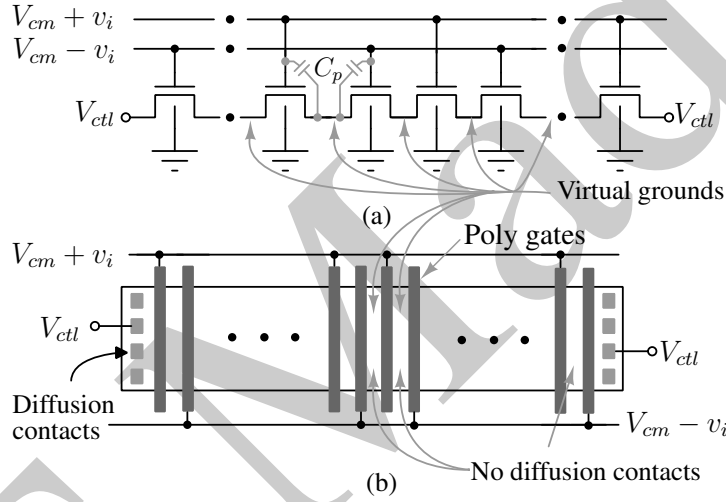 V_{cm} + v_i
V_{cm} − v_i
C_p
V_{ctl}
V_{ctl}
Virtual grounds
(a)
V_{cm} + v_i
Poly gates
V_{ctl}
V_{ctl}
Diffusion
contacts
V_{cm} − v_i
No diffusion contacts
(b)